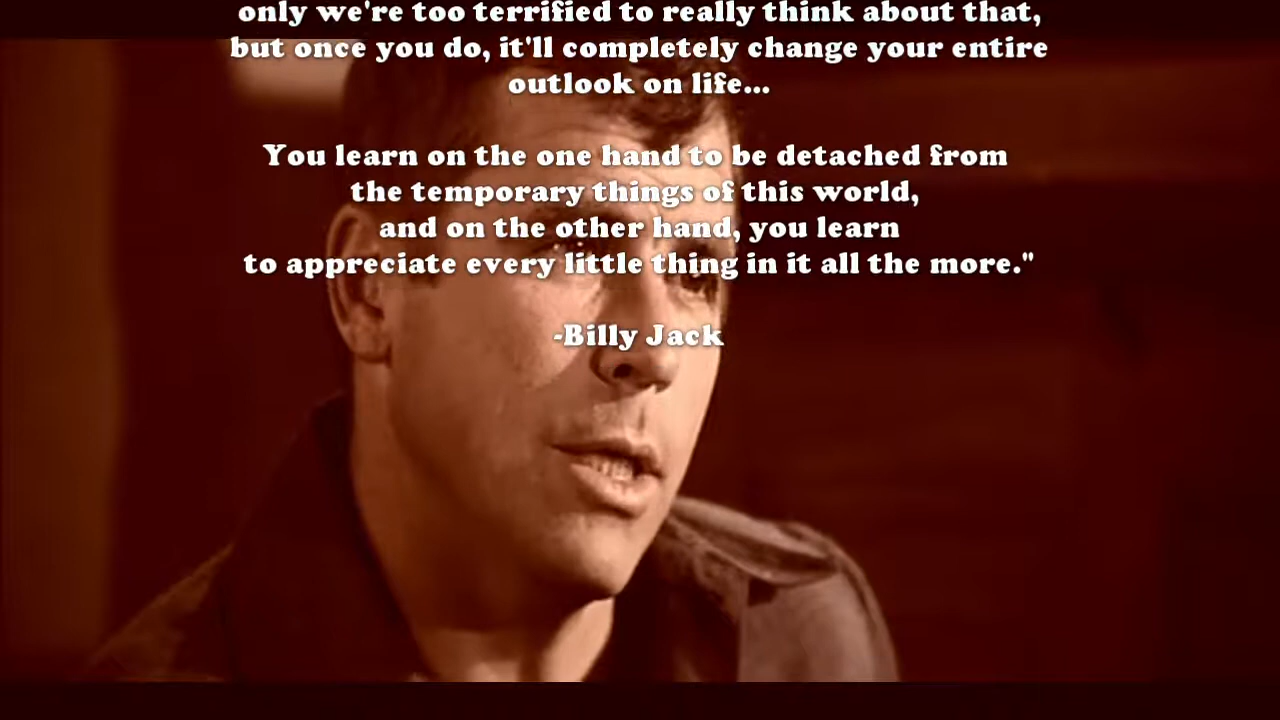 only we're too terrified to really think about that,
but once you do, it'll completely change your entire
outlook on life...
You learn on the one hand to be detached from
the temporary things of this world,
and on the other hand, you learn
to appreciate every little thing in it all the more."
-Billy Jack